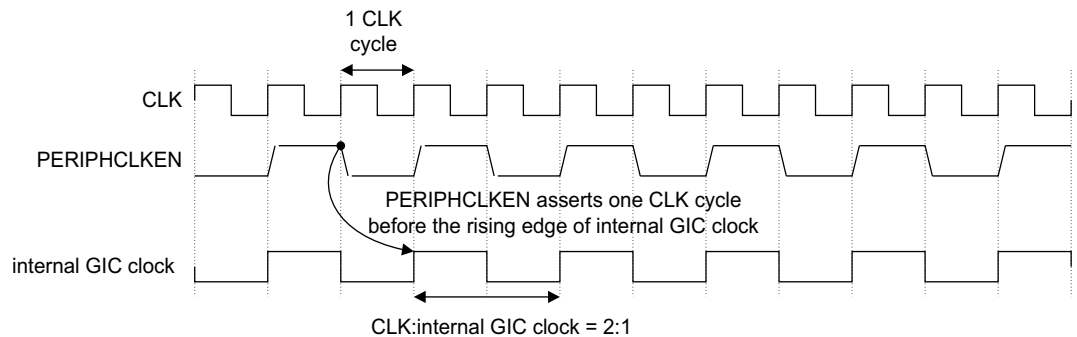 1 CLK
cycle
CLK
PERIPHCLKEN
PERIPHCLKEN asserts one CLK cycle
before the rising edge of internal GIC clock
internal GIC clock
CLK:internal GIC clock = 2:1